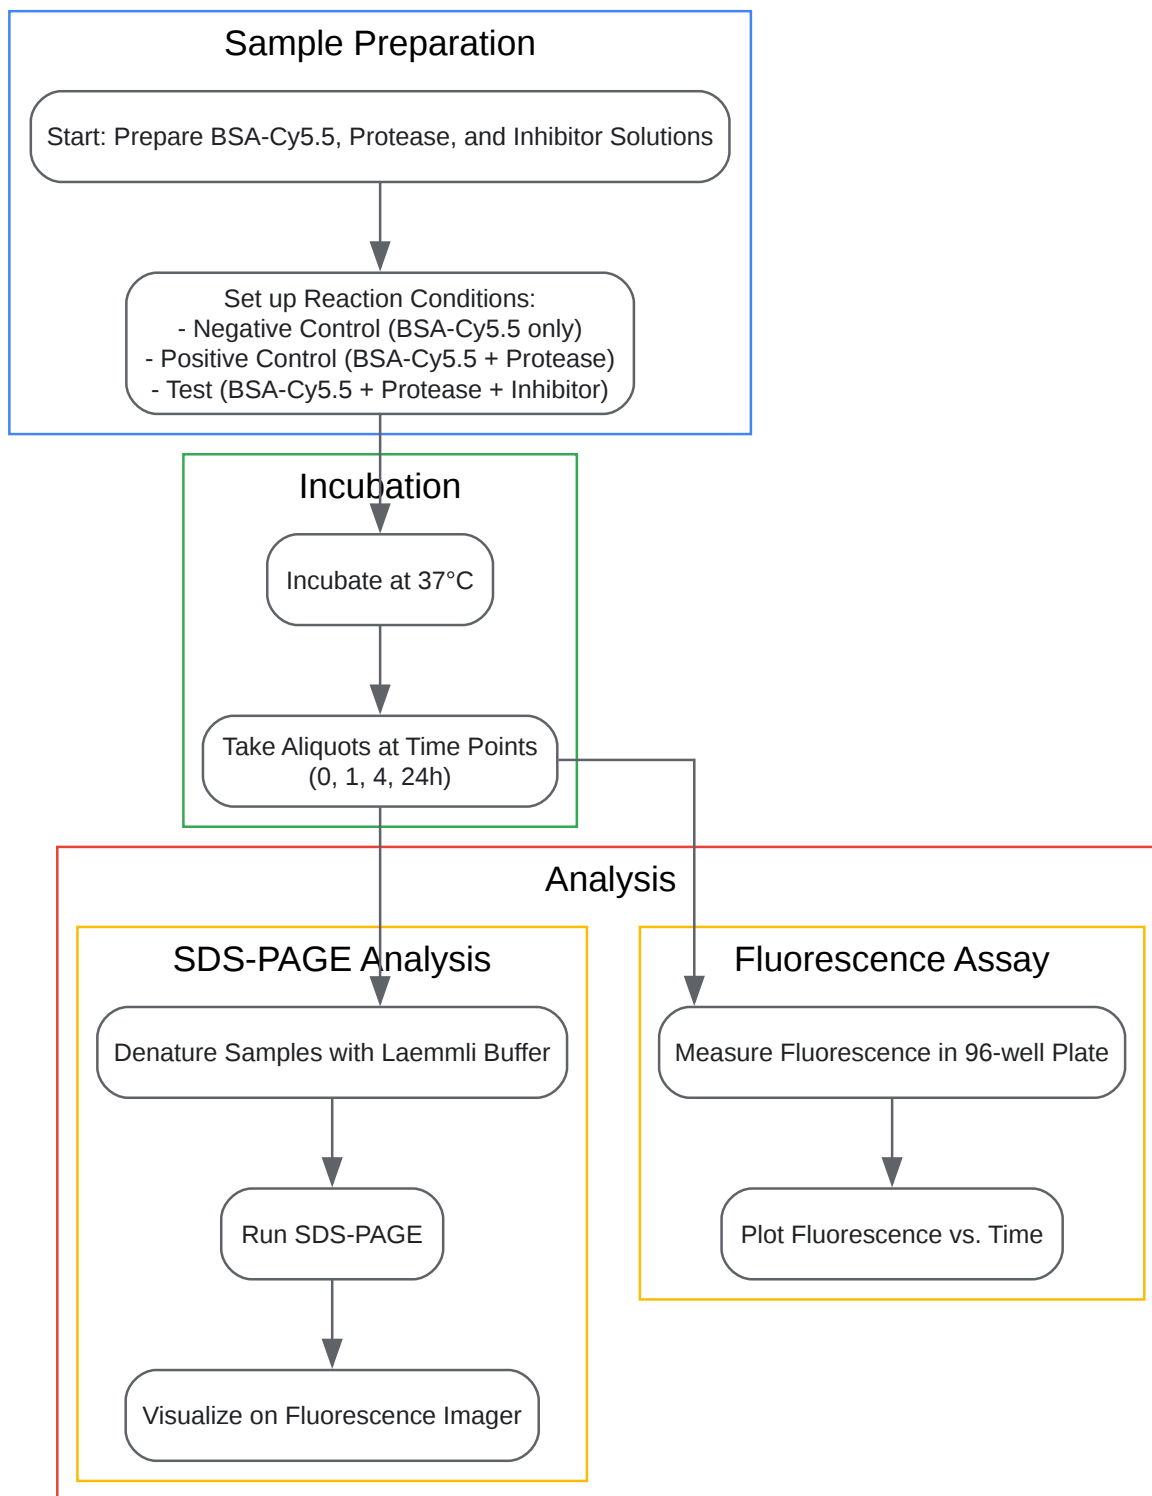 Sample Preparation
Start: Prepare BSA-Cy5.5, Protease, and Inhibitor Solutions
Set up Reaction Conditions:
- Negative Control (BSA-Cy5.5 only)
- Positive Control (BSA-Cy5.5 + Protease)
- Test (BSA-Cy5.5 + Protease + Inhibitor)
Incubation
Incubate at 37°C
Take Aliquots at Time Points
(0, 1, 4, 24h)
Analysis
SDS-PAGE Analysis
Denature Samples with Laemmli Buffer
Run SDS-PAGE
Visualize on Fluorescence Imager
Fluorescence Assay
Measure Fluorescence in 96-well Plate
Plot Fluorescence vs. Time